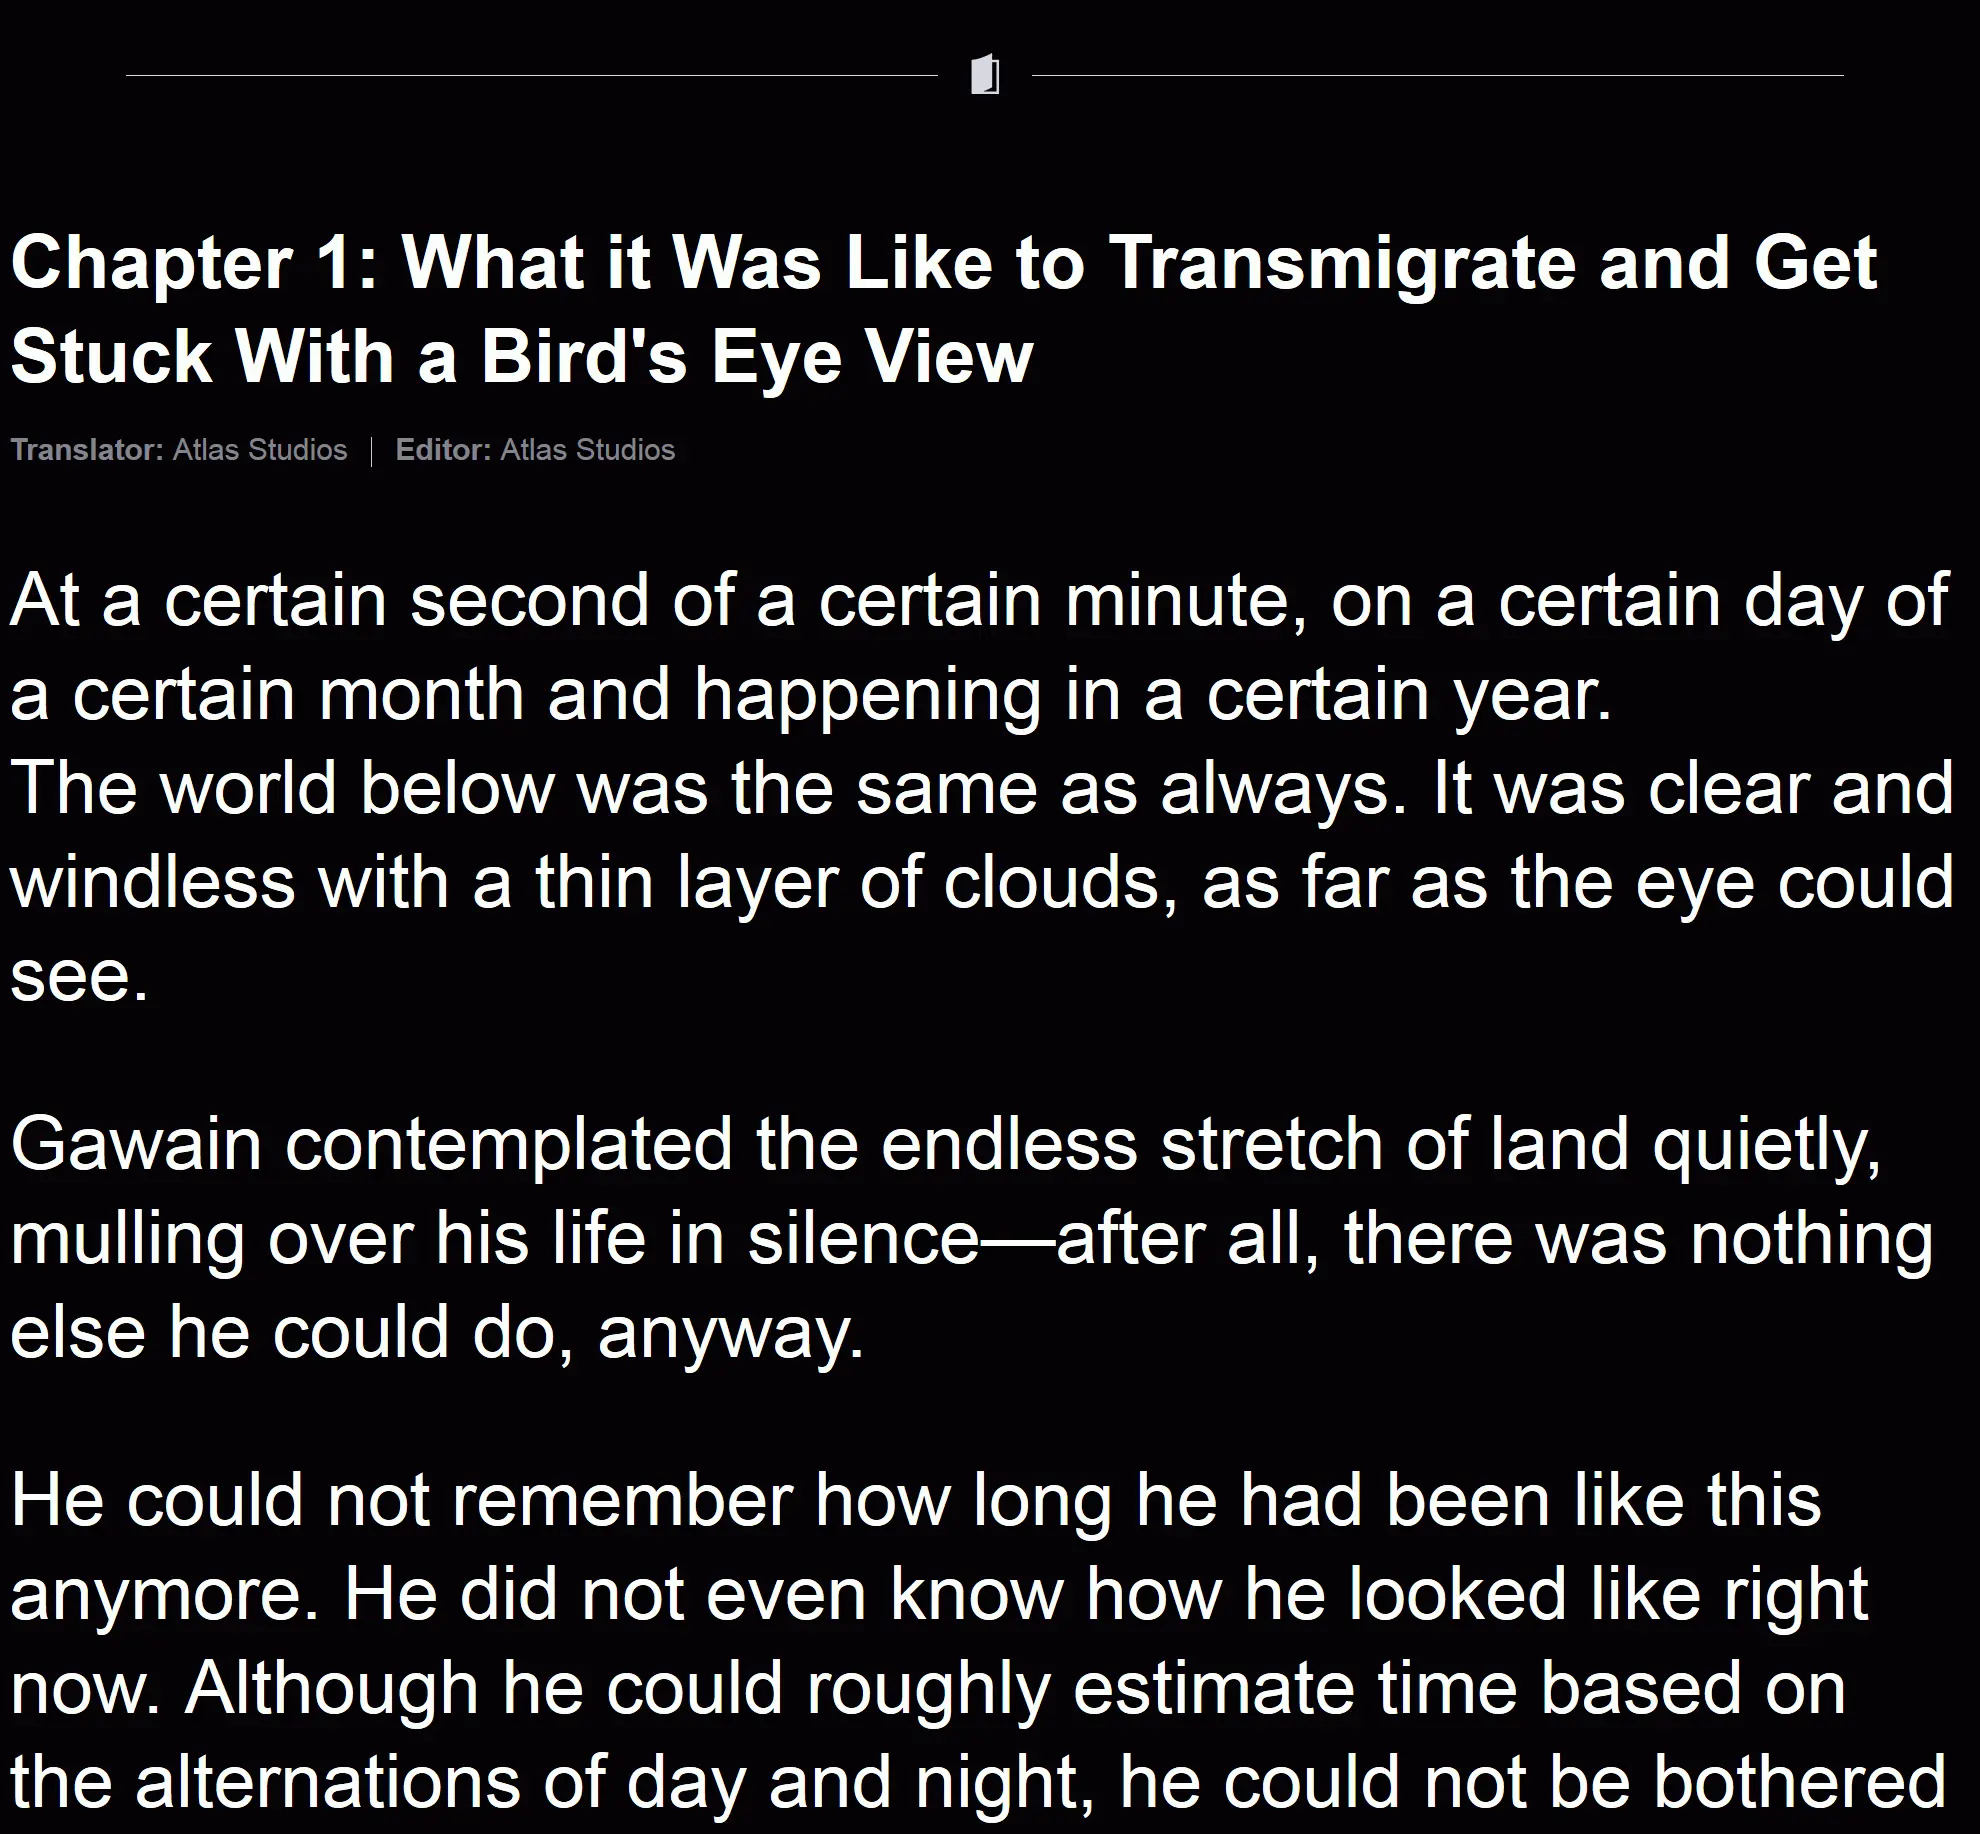 Chapter 1: What it Was Like to Transmigrate and Get
Stuck With a Bird's Eye View
Translator: Atlas Studios | Editor: Atlas Studios
At a certain second of a certain minute, on a certain day of
a certain month and happening in a certain year.
The world below was the same as always. It was clear and
windless with a thin layer of clouds, as far as the eye could
see.
Gawain contemplated the endless stretch of land quietly,
mulling over his life in silence—after all, there was nothing
else he could do, anyway.
He could not remember how long he had been like this
anymore. He did not even know how he looked like right
now. Although he could roughly estimate time based on
the alternations of day and night, he could not be bothered